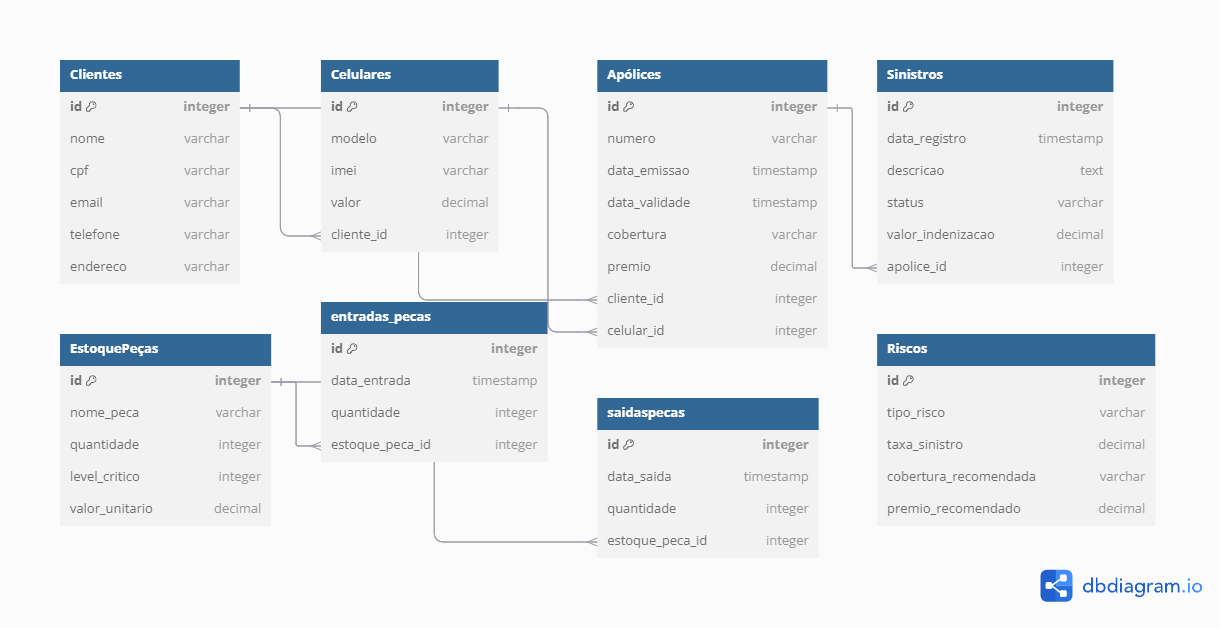 Clientes
id integer
nome varchar
cpf varchar
email varchar
telefone varchar
endereco varchar
Celulares
id integer
modelo varchar
imei varchar
valor decimal
cliente_id integer
Apólices
id integer
numero varchar
data_emissao timestamp
data_validade timestamp
cobertura varchar
premio decimal
cliente_id integer
celular_id integer
Sinistros
id integer
data_registro timestamp
descricao text
status varchar
valor_indenizacao decimal
apolice_id integer
EstoquePeças
id integer
nome_peca varchar
quantidade integer
level_critico integer
valor_unitario decimal
entradas_pecas
id integer
data_entrada timestamp
quantidade integer
estoque_peca_id integer
saidaspecas
id integer
data_saida timestamp
quantidade integer
estoque_peca_id integer
Riscos
id integer
tipo_risco varchar
taxa_sinistro decimal
cobertura_recomendada varchar
premio_recomendado decimal
dbdiagram.io